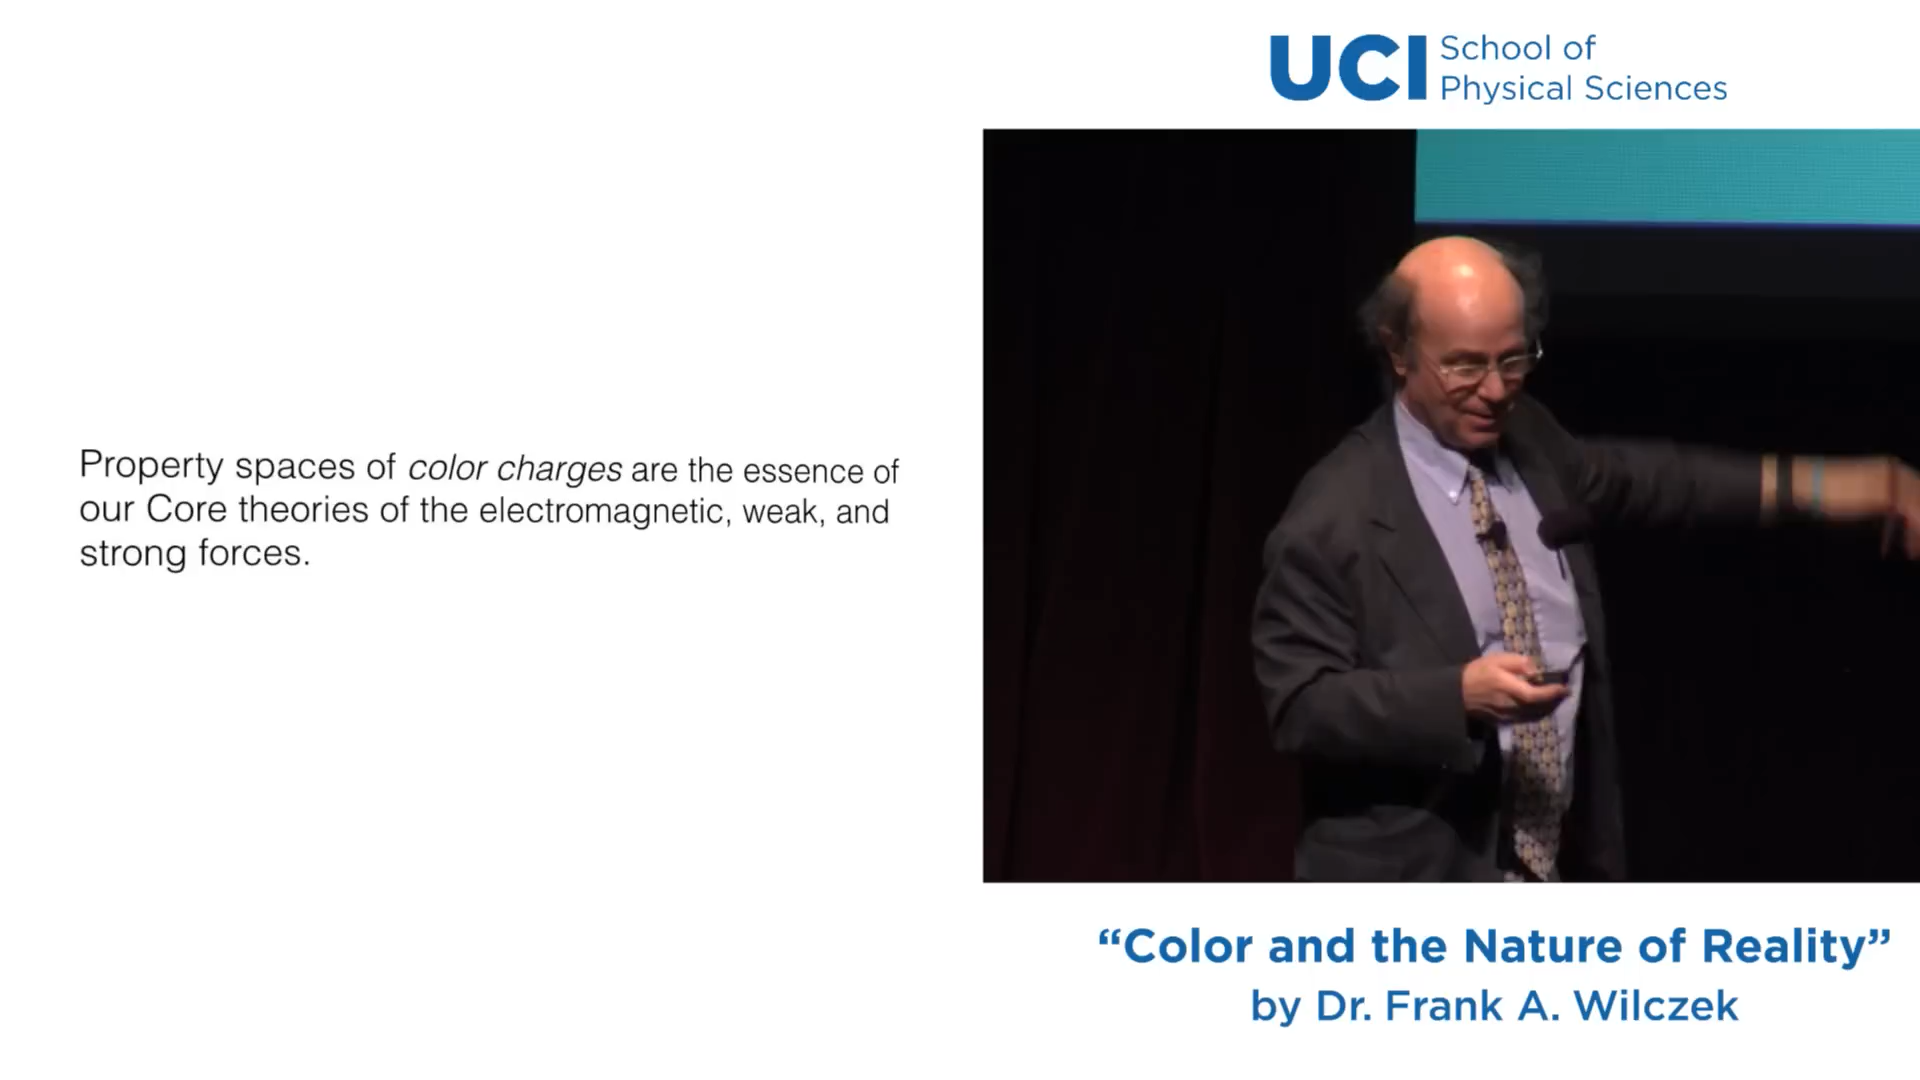 UCI School of
Physical Sciences
Property spaces of color charges are the essence of
our Core theories of the electromagnetic, weak, and
strong forces.
“Color and the Nature of Reality”
by Dr. Frank A. Wilczek